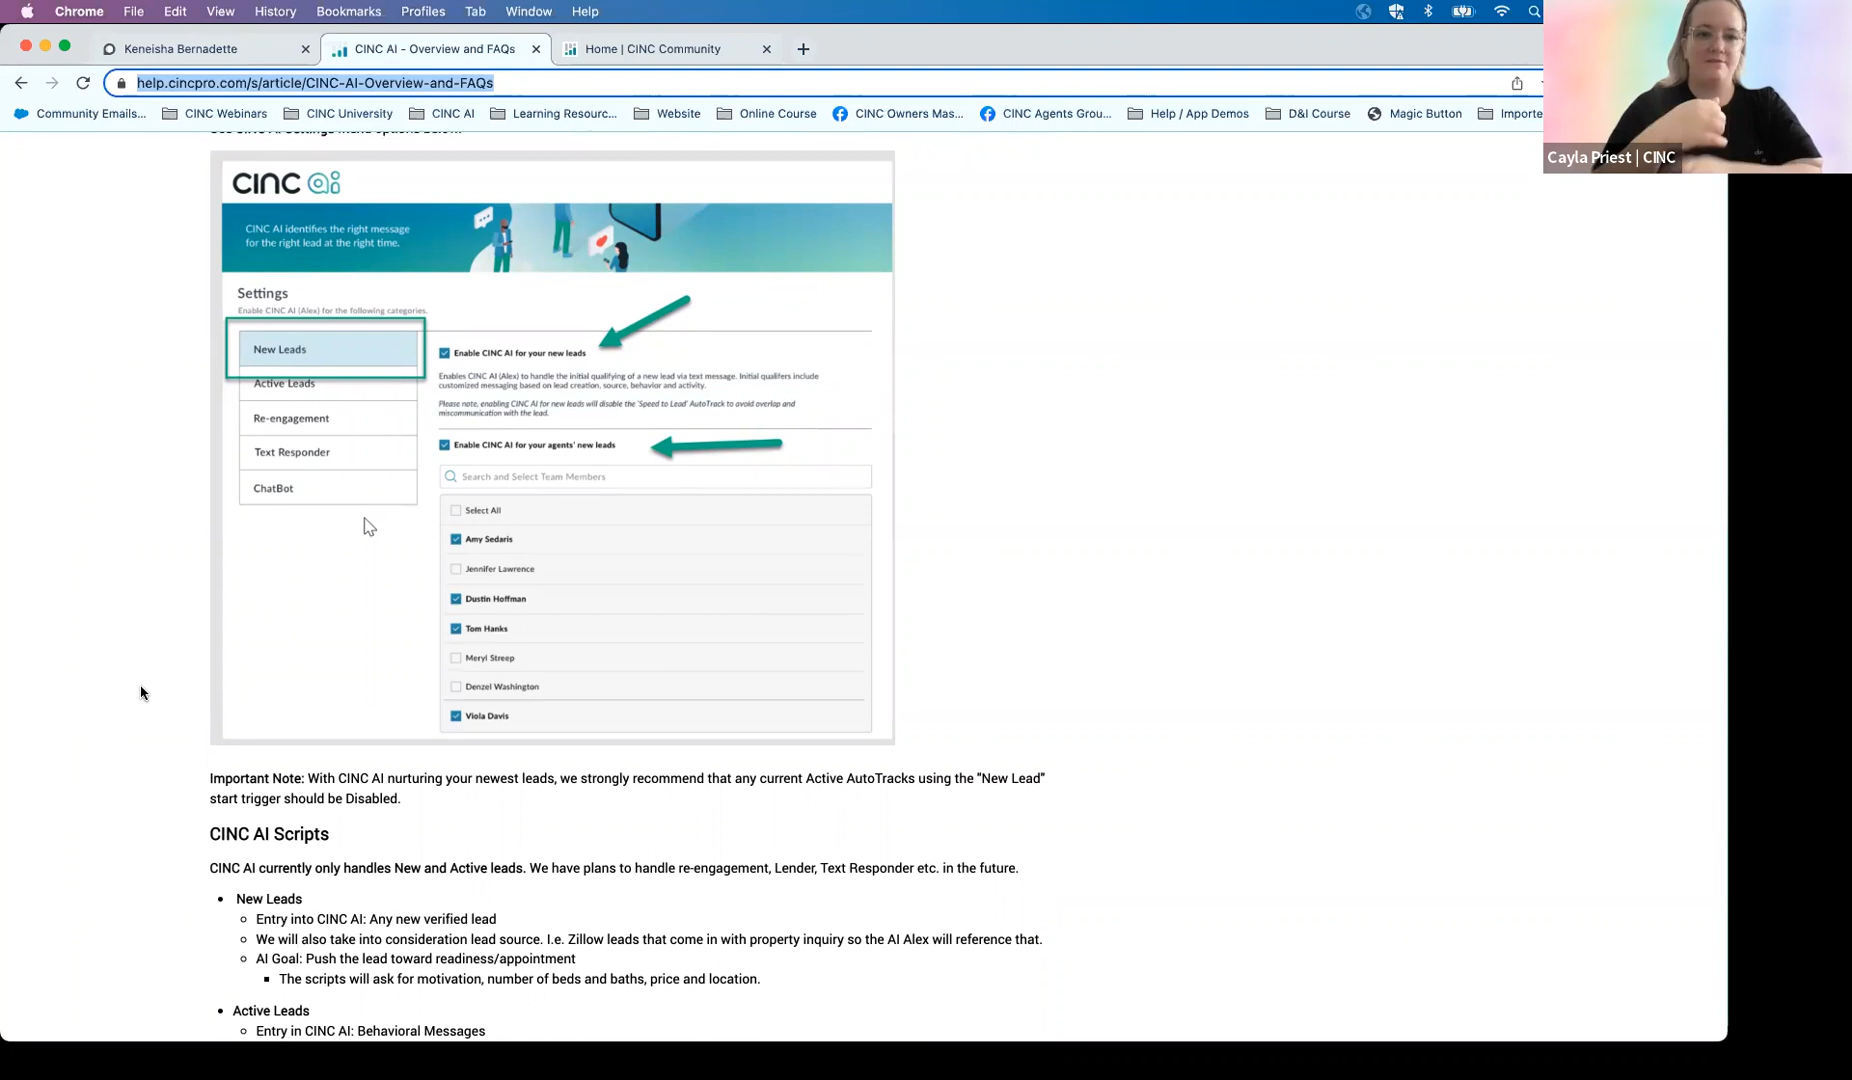 Chrome File Edit View History Bookmarks Profiles Tab Window Help
Keneisha Bernadette
CINC AI - Overview and FAQs
Home | CINC Community
help.cincpro.com/s/article/CINC-AI-Overview-and-FAQs
Community Emails... CINC Webinars CINC University CINC AI Learning Resourc... Website Online Course CINC Owners Mas... CINC Agents Grou... Help / App Demos D&I Course Magic Button Importe
Cayla Priest | CINC
cinc ai
CINC AI identifies the right message
for the right lead at the right time.
Settings
Enable CINC AI (Alex) for the following categories.
New Leads
Active Leads
Re-engagement
Text Responder
ChatBot
Enable CINC AI for your new leads
Enables CINC AI (Alex) to handle the initial qualifying of a new lead via text message. Initial qualifers include
customized messaging based on lead creation, source, behavior and activity.
Please note, enabling CINC AI for new leads will disable the 'Speed to Lead' AutoTrack to avoid overlap and
miscommunication with the lead.
Enable CINC AI for your agents' new leads
Search and Select Team Members
Select All
Amy Sedaris
Jennifer Lawrence
Dustin Hoffman
Tom Hanks
Meryl Streep
Denzel Washington
Viola Davis
Important Note: With CINC AI nurturing your newest leads, we strongly recommend that any current Active AutoTracks using the "New Lead"
start trigger should be Disabled.
CINC AI Scripts
CINC AI currently only handles New and Active leads. We have plans to handle re-engagement, Lender, Text Responder etc. in the future.
New Leads
Entry into CINC AI: Any new verified lead
We will also take into consideration lead source. I.e. Zillow leads that come in with property inquiry so the AI Alex will reference that.
AI Goal: Push the lead toward readiness/appointment
The scripts will ask for motivation, number of beds and baths, price and location.
Active Leads
Entry in CINC AI: Behavioral Messages